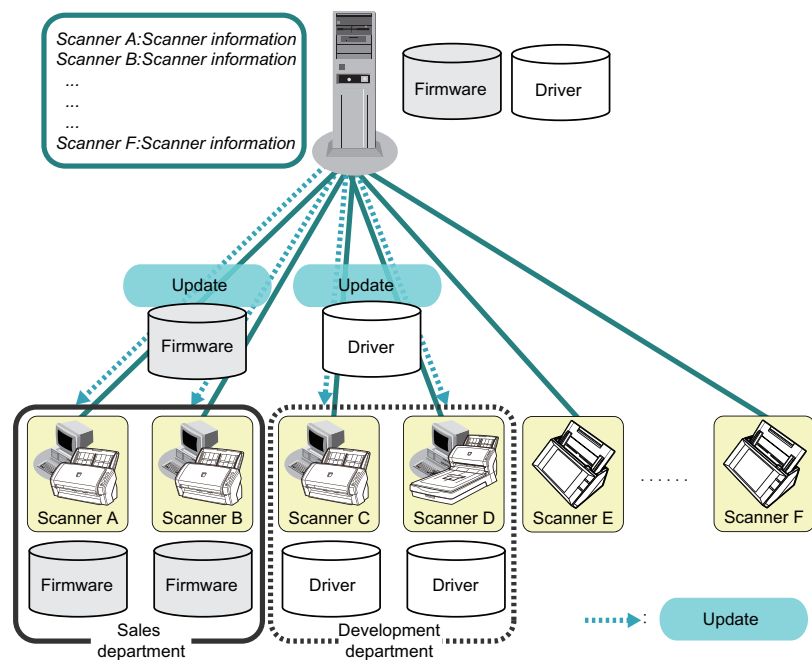 Scanner A:Scanner information
Scanner B:Scanner information
...
...
...
Scanner F:Scanner information
Firmware
Driver
Update
Update
Firmware
Driver
Scanner A
Scanner B
Scanner C
Scanner D
Scanner E
......
Scanner F
Firmware
Firmware
Driver
Driver
Sales
department
Development
department
:
Update